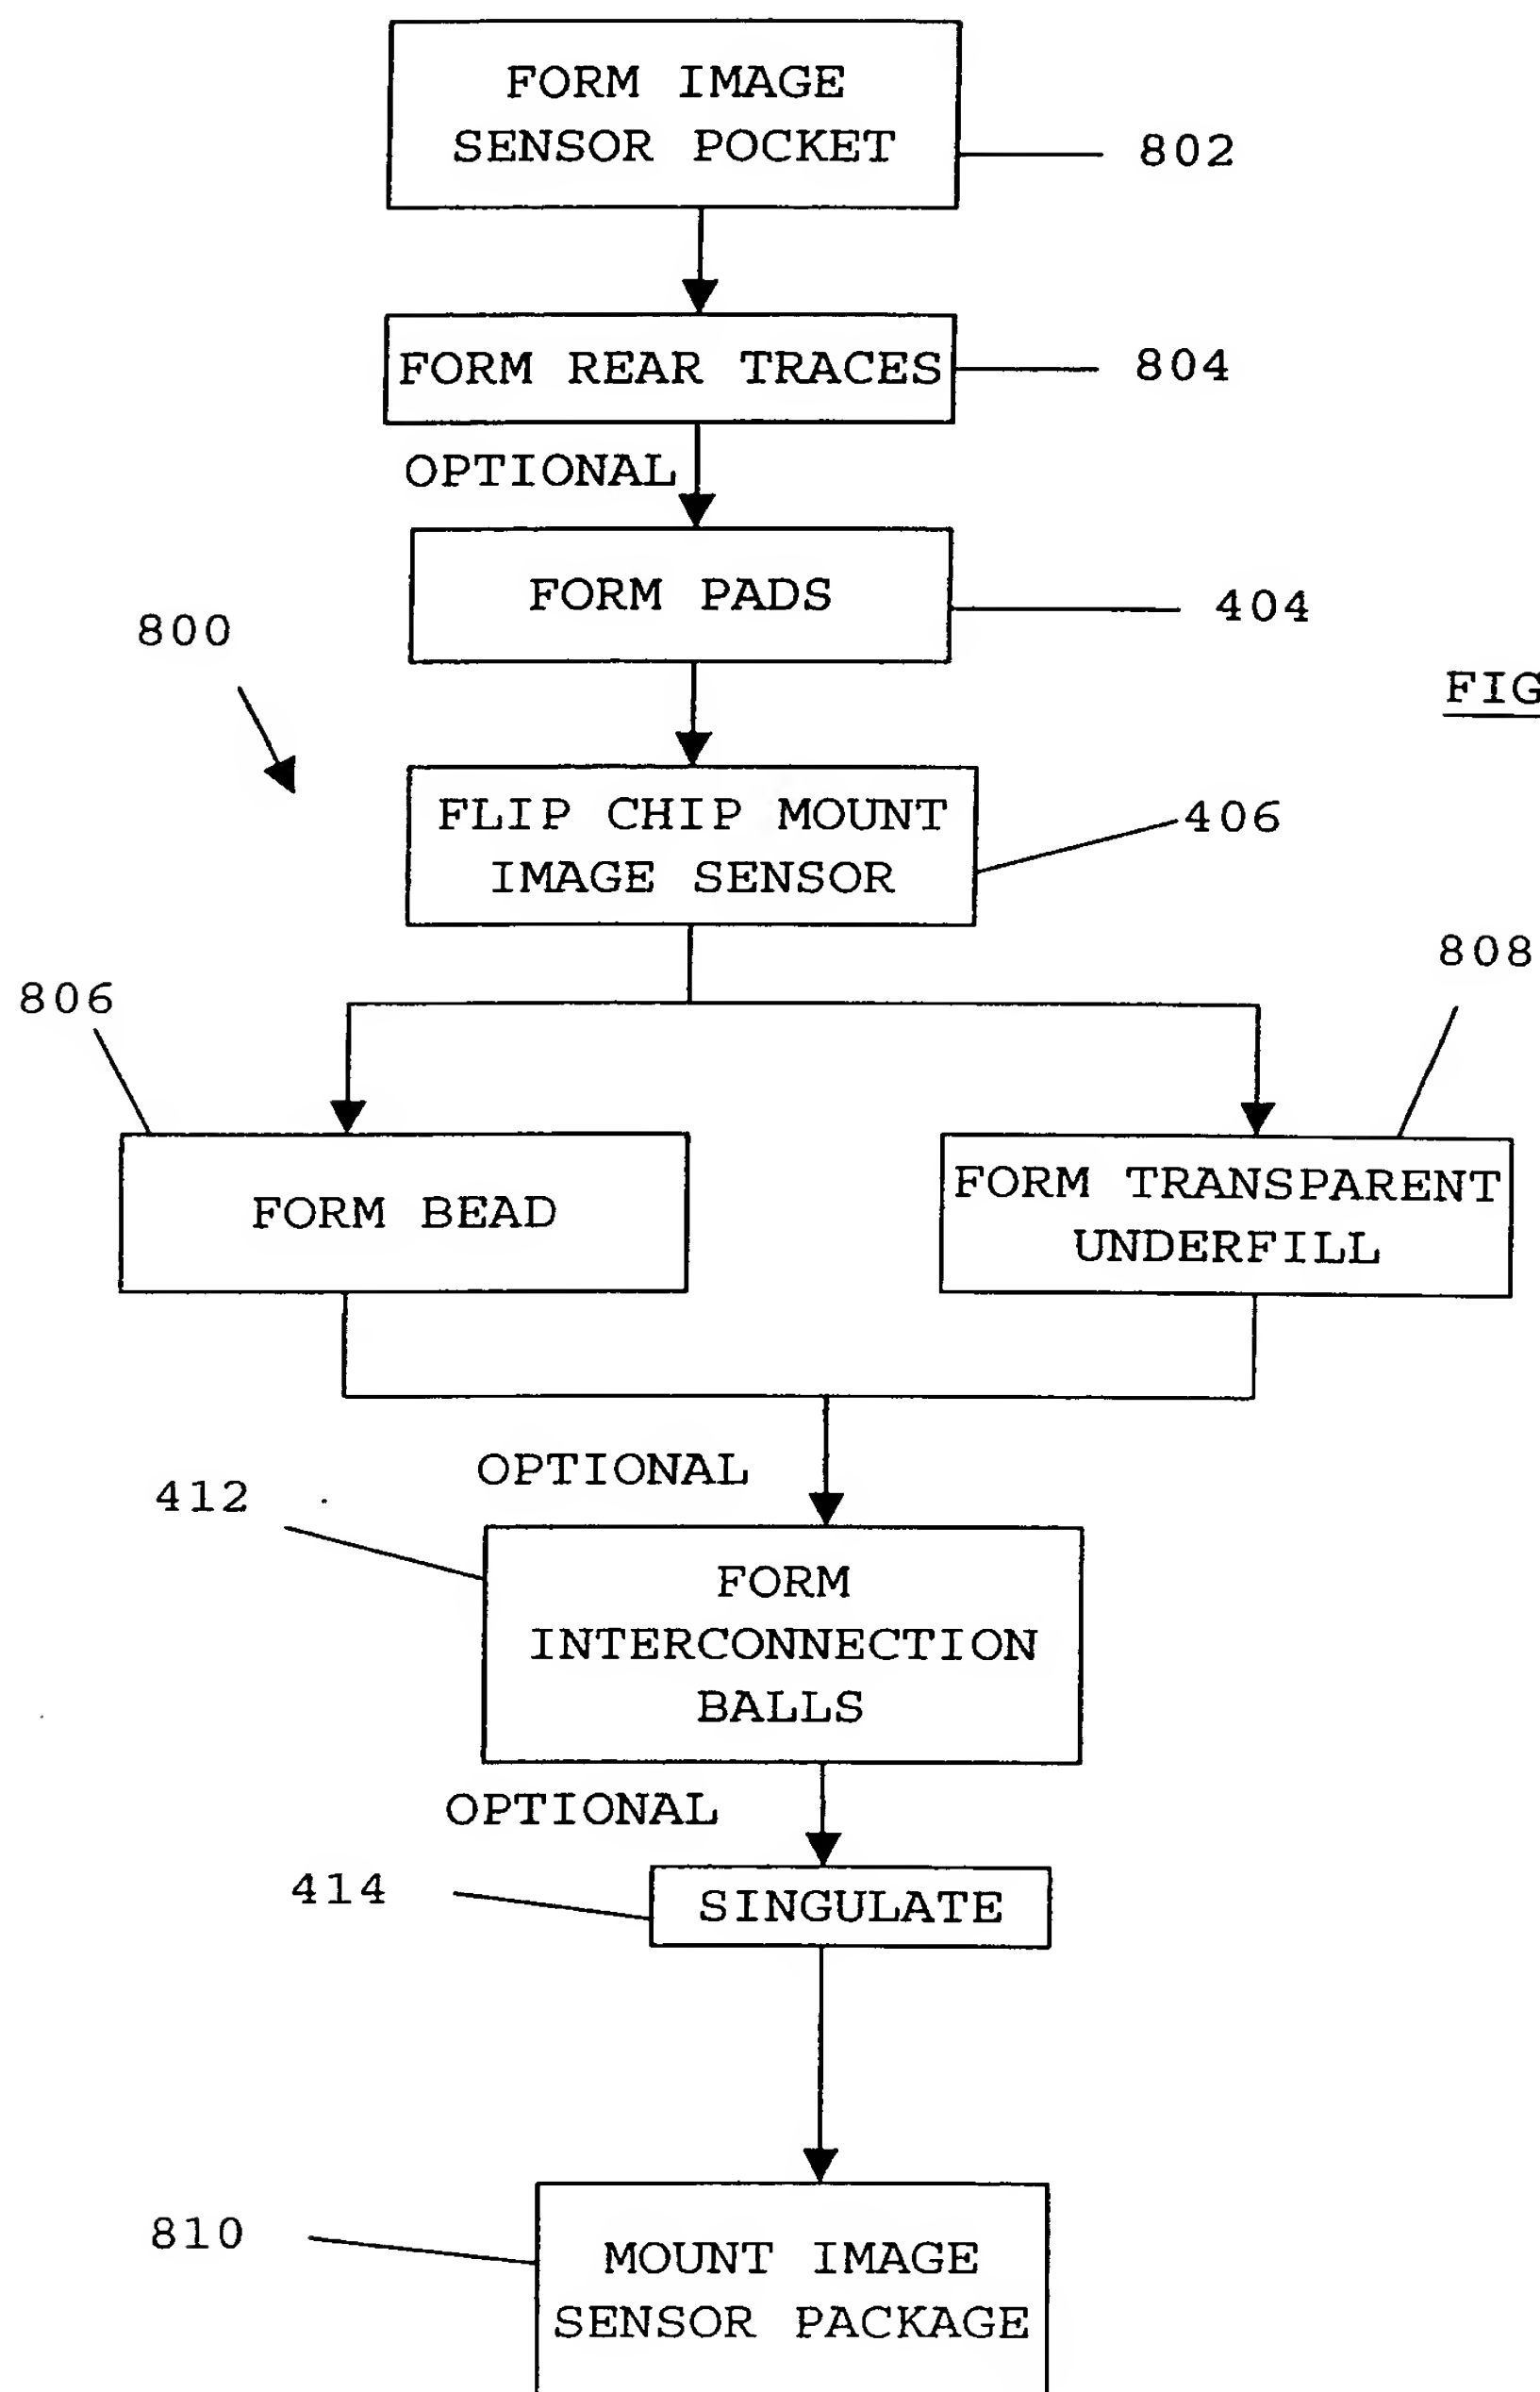 FORM IMAGE
SENSOR POCKET
802
FORM REAR TRACES
804
OPTIONAL
FORM PADS
404
800
FIG
FLIP CHIP MOUNT
IMAGE SENSOR
406
808
806
FORM BEAD
FORM TRANSPARENT
UNDERFILL
OPTIONAL
412
FORM
INTERCONNECTION
BALLS
OPTIONAL
414
SINGULATE
810
MOUNT IMAGE
SENSOR PACKAGE